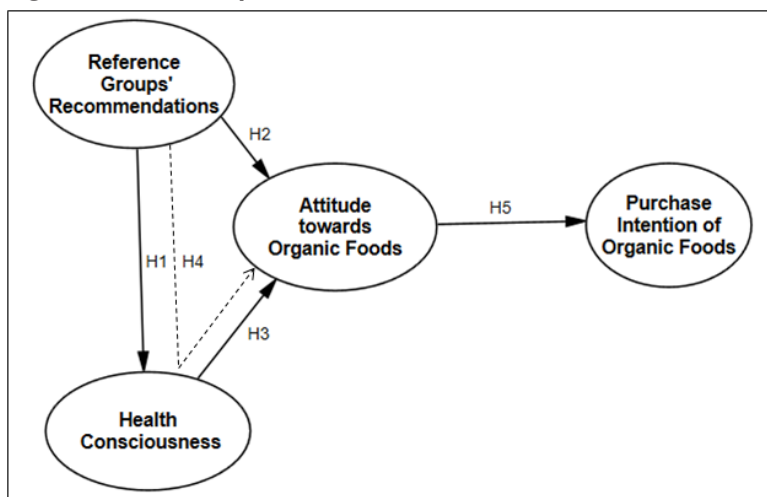 Reference
Groups'
Recommendations
H2
Attitude
towards
Organic Foods
H5
Purchase
Intention of
Organic Foods
H1
H4
H3
Health
Consciousness